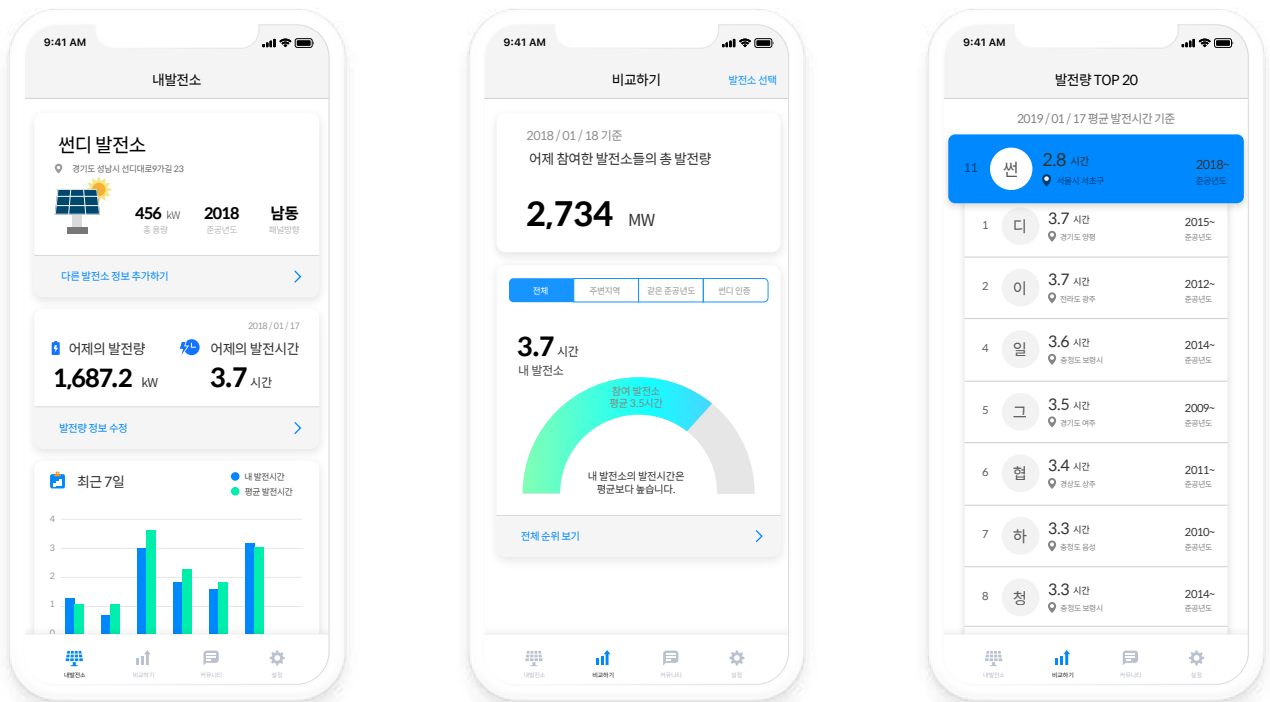 9:41 AM
내발전소
썬디 발전소
경기도 성남시 선디대로9가길 23
456 kW
총 용량
2018
준공년도
남동
패널방향
다른 발전소 정보 추가하기
2018 / 01 / 17
어제의 발전량
1,687.2 kW
어제의 발전시간
3.7 시간
발전량 정보 수정
최근 7일
내 발전시간
평균 발전시간
4
3
2
1
0
내발전소
비교하기
커뮤니티
설정
9:41 AM
비교하기
발전소 선택
2018 / 01 / 18 기준
어제 참여한 발전소들의 총 발전량
2,734 MW
전체
주변지역
같은 준공년도
썬디 인증
3.7 시간
내 발전소
참여 발전소
평균 3.5시간
내 발전소의 발전시간은
평균보다 높습니다.
전체 순위 보기
내발전소
비교하기
커뮤니티
설정
9:41 AM
발전량 TOP 20
2019 / 01 / 17 평균 발전시간 기준
11
썬
2.8 시간
서울시 서초구
2018~
준공년도
1
디
3.7 시간
경기도 양평
2015~
준공년도
2
이
3.7 시간
전라도 광주
2012~
준공년도
4
일
3.6 시간
충청도 보령시
2014~
준공년도
5
그
3.5 시간
경기도 여주
2009~
준공년도
6
협
3.4 시간
경상도 상주
2011~
준공년도
7
하
3.3 시간
충청도 음성
2010~
준공년도
8
청
3.3 시간
충청도 보령시
2014~
준공년도
내발전소
비교하기
커뮤니티
설정